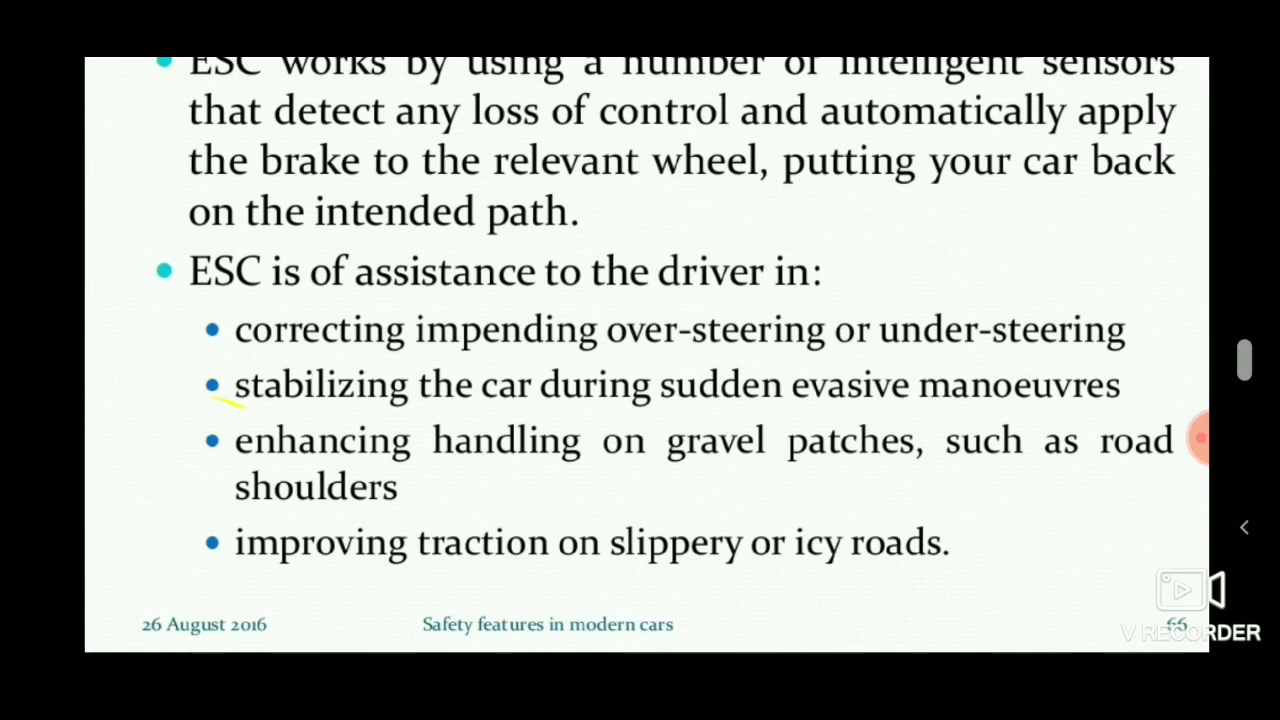 ESC works by using a number of intelligent sensors
that detect any loss of control and automatically apply
the brake to the relevant wheel, putting your car back
on the intended path.
ESC is of assistance to the driver in:
correcting impending over-steering or under-steering
stabilizing the car during sudden evasive manoeuvres
enhancing handling on gravel patches, such as road
shoulders
improving traction on slippery or icy roads.
26 August 2016 Safety features in modern cars 66
V RECORDER